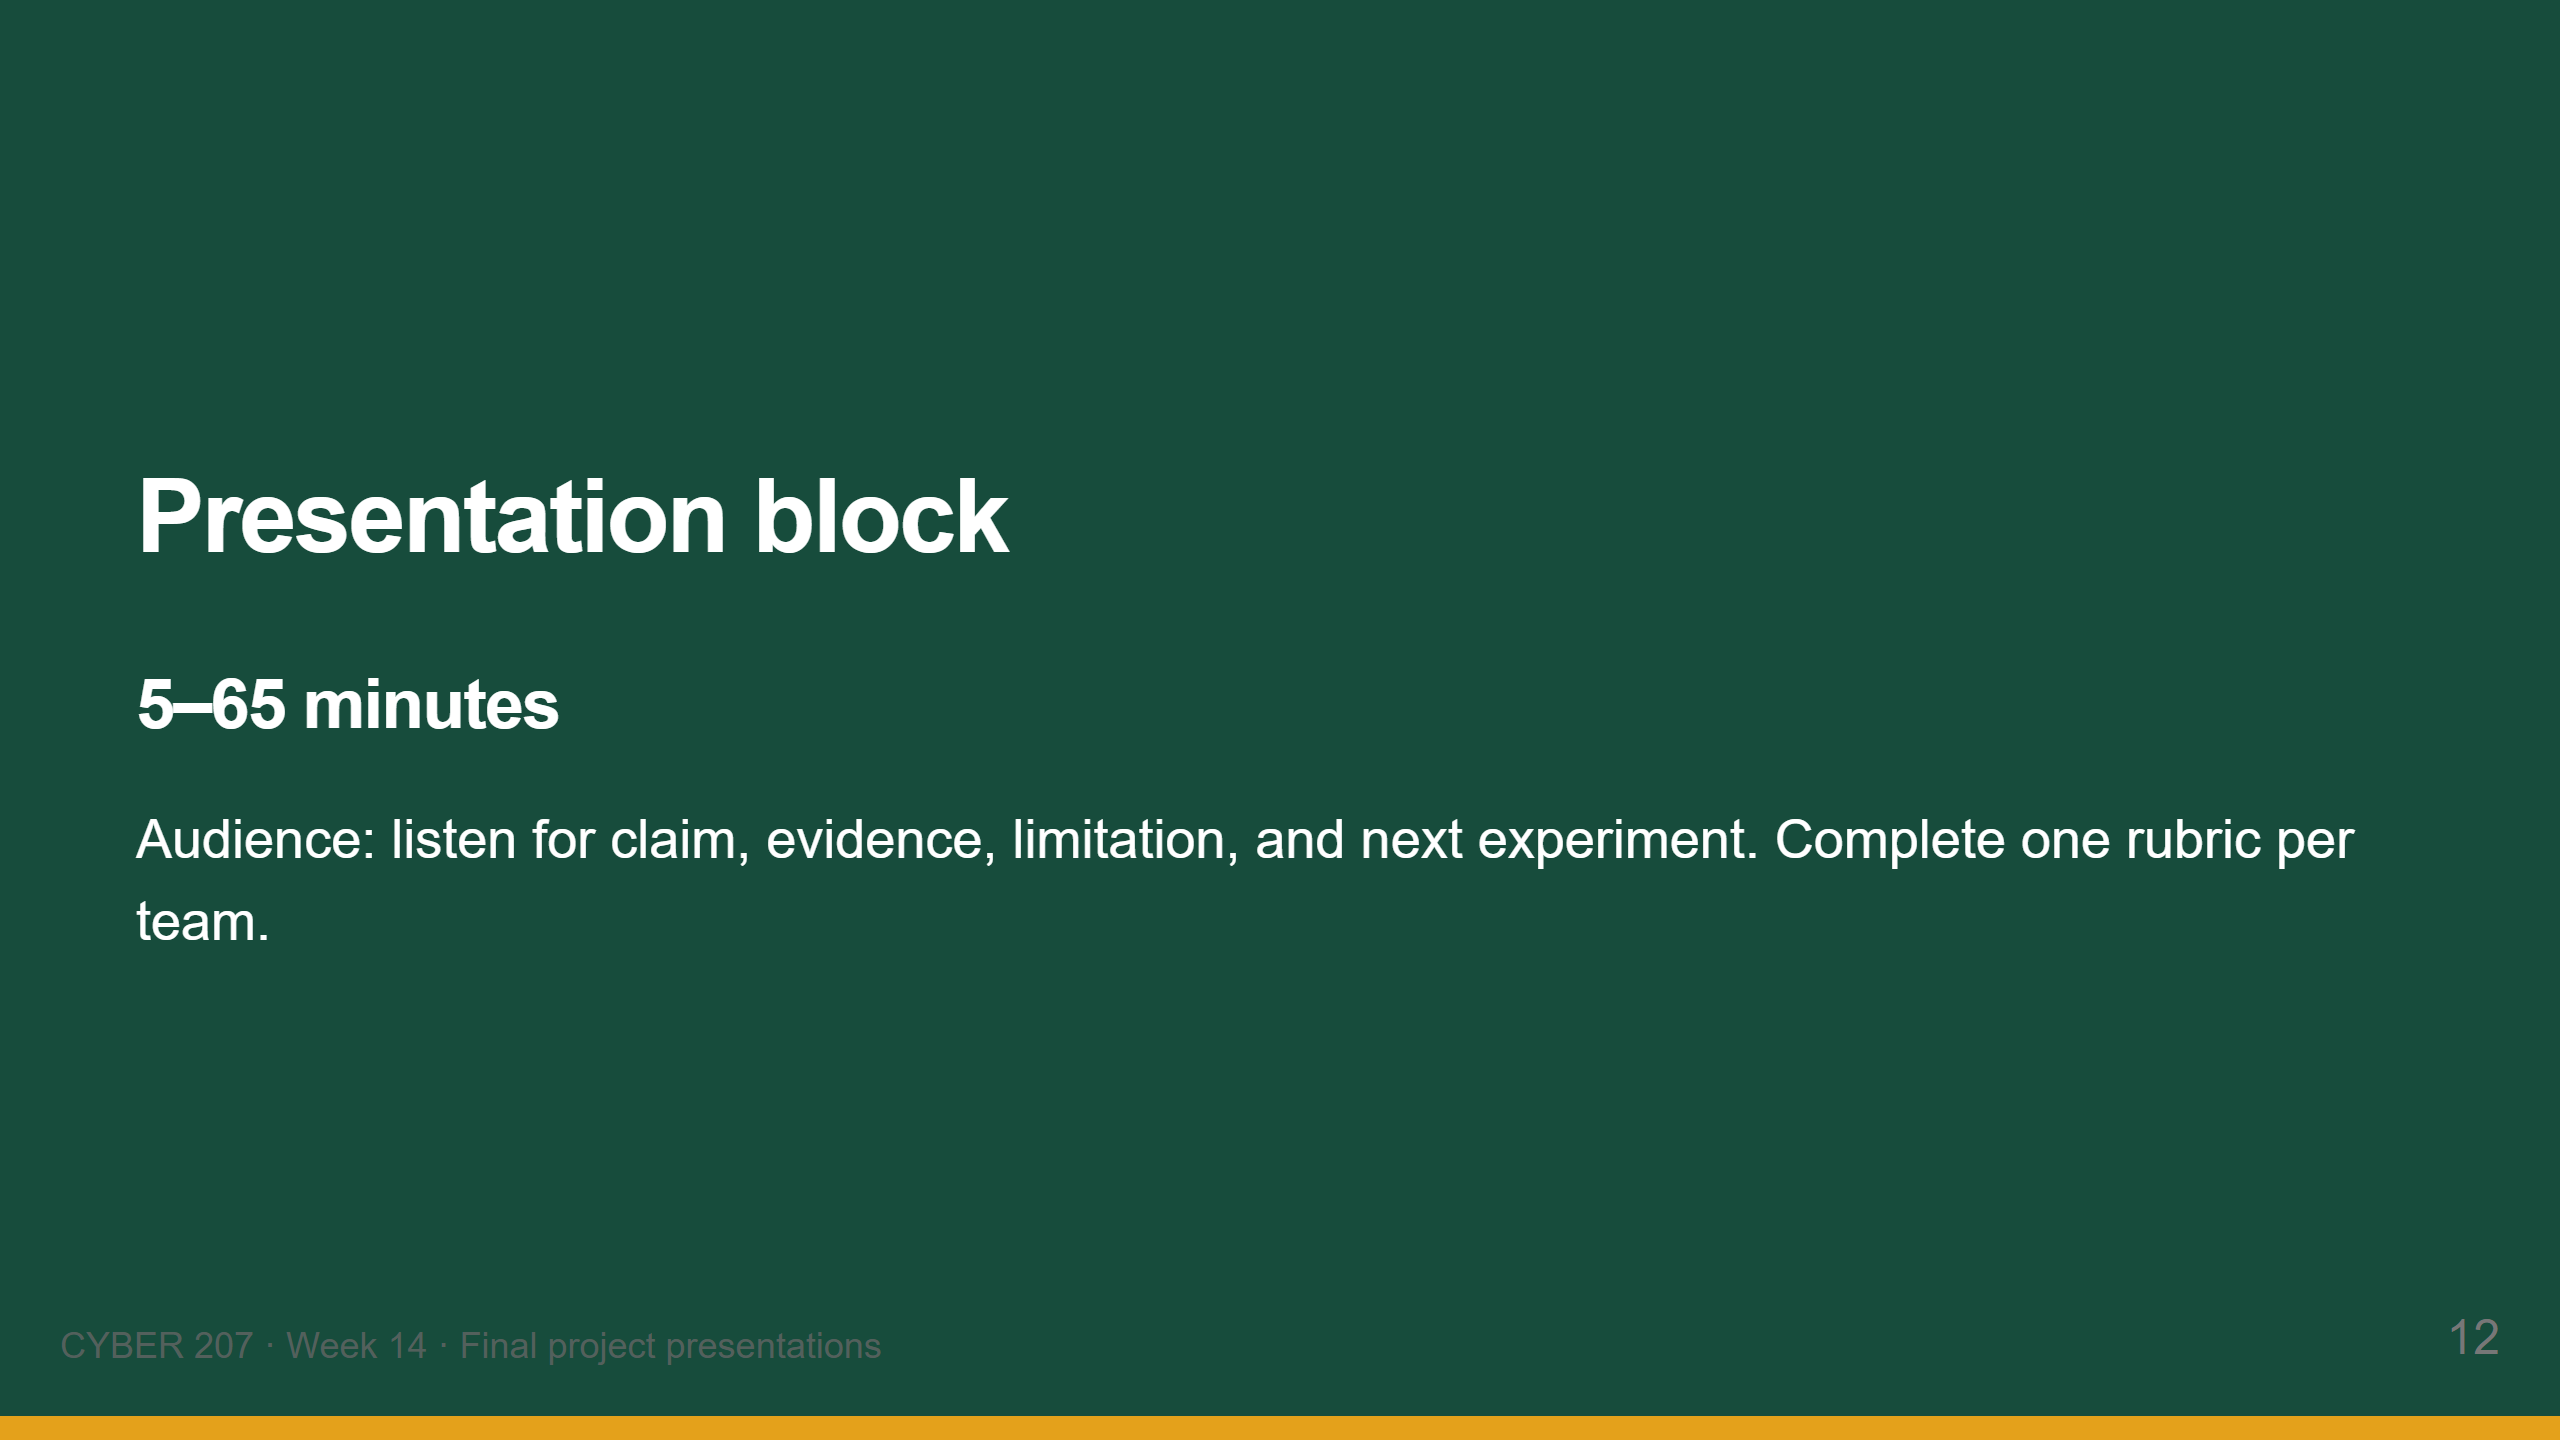 Presentation block
5–65 minutes
Audience: listen for claim, evidence, limitation, and next experiment. Complete one rubric per
team.
CYBER 207 · Week 14 · Final project presentations
12